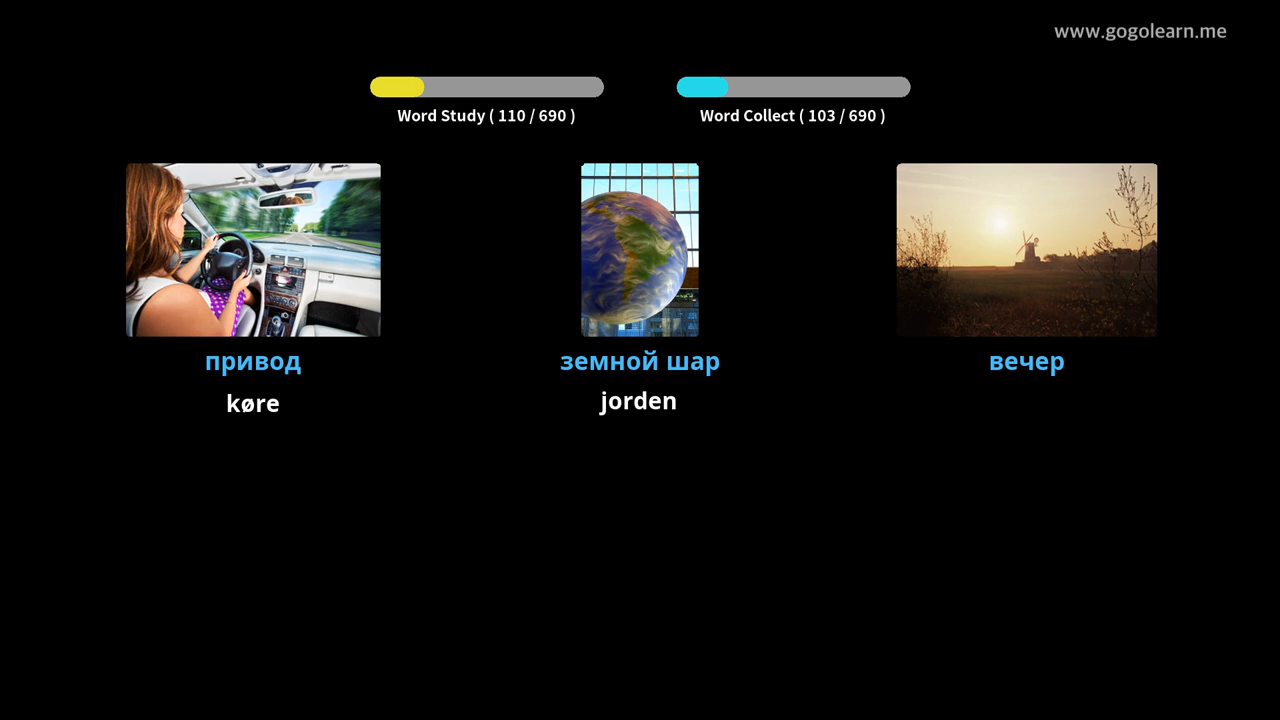 www.gogolearn.me
Word Study ( 110 / 690 )
Word Collect ( 103 / 690 )
привод
земной шар
вечер
køre
jorden